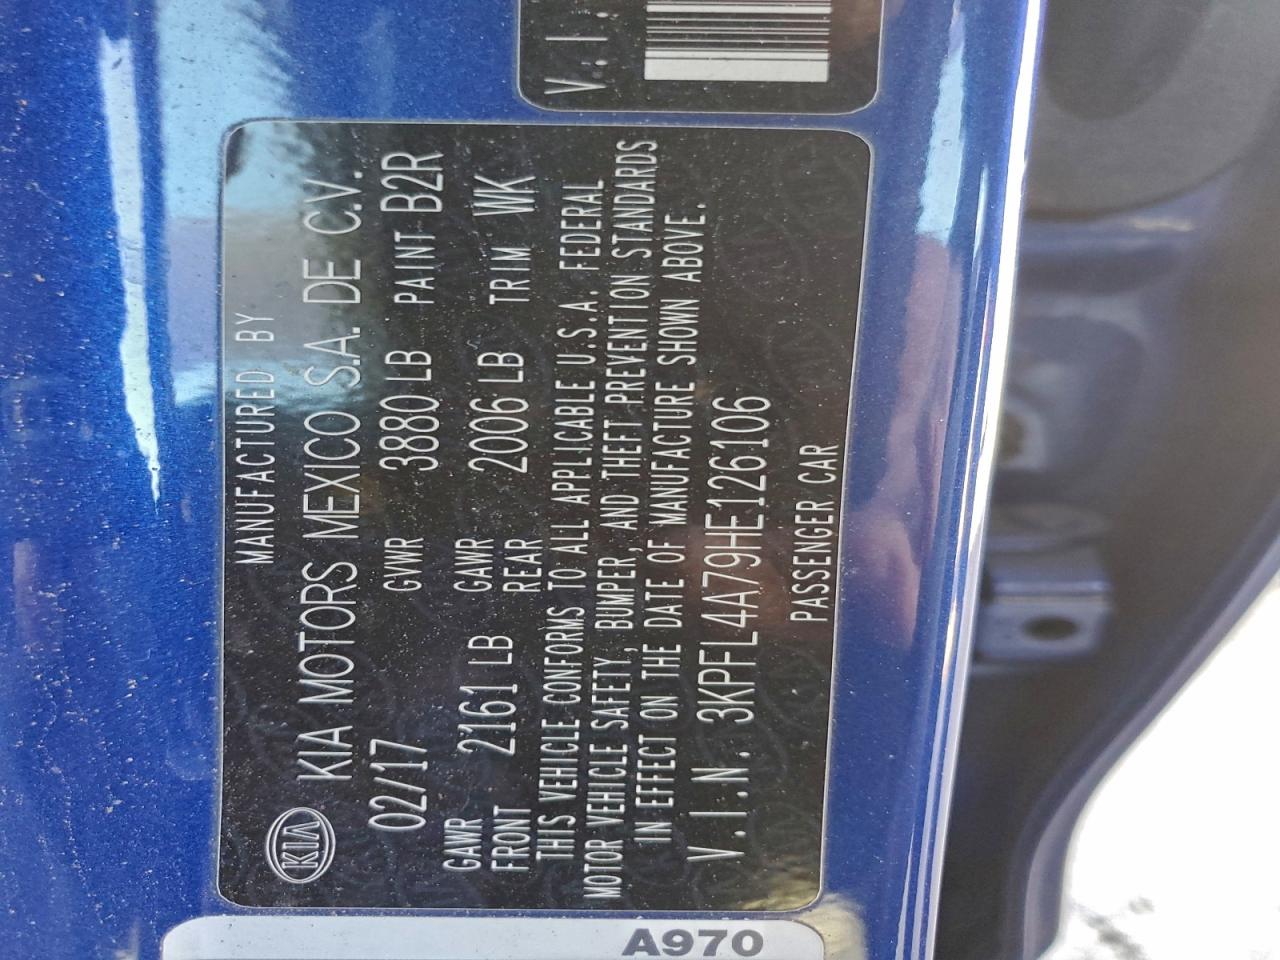 V.I.
MANUFACTURED BY
KIA KIA MOTORS MEXICO S.A. DE C.V.
02/17 GVWR 3880 LB PAINT B2R
GAWR FRONT 2161 LB GAWR REAR 2006 LB TRIM WK
THIS VEHICLE CONFORMS TO ALL APPLICABLE U.S.A. FEDERAL
MOTOR VEHICLE SAFETY, BUMPER, AND THEFT PREVENTION STANDARDS
IN EFFECT ON THE DATE OF MANUFACTURE SHOWN ABOVE.
V.I.N. 3KPFL4A79HE126106
PASSENGER CAR
A970